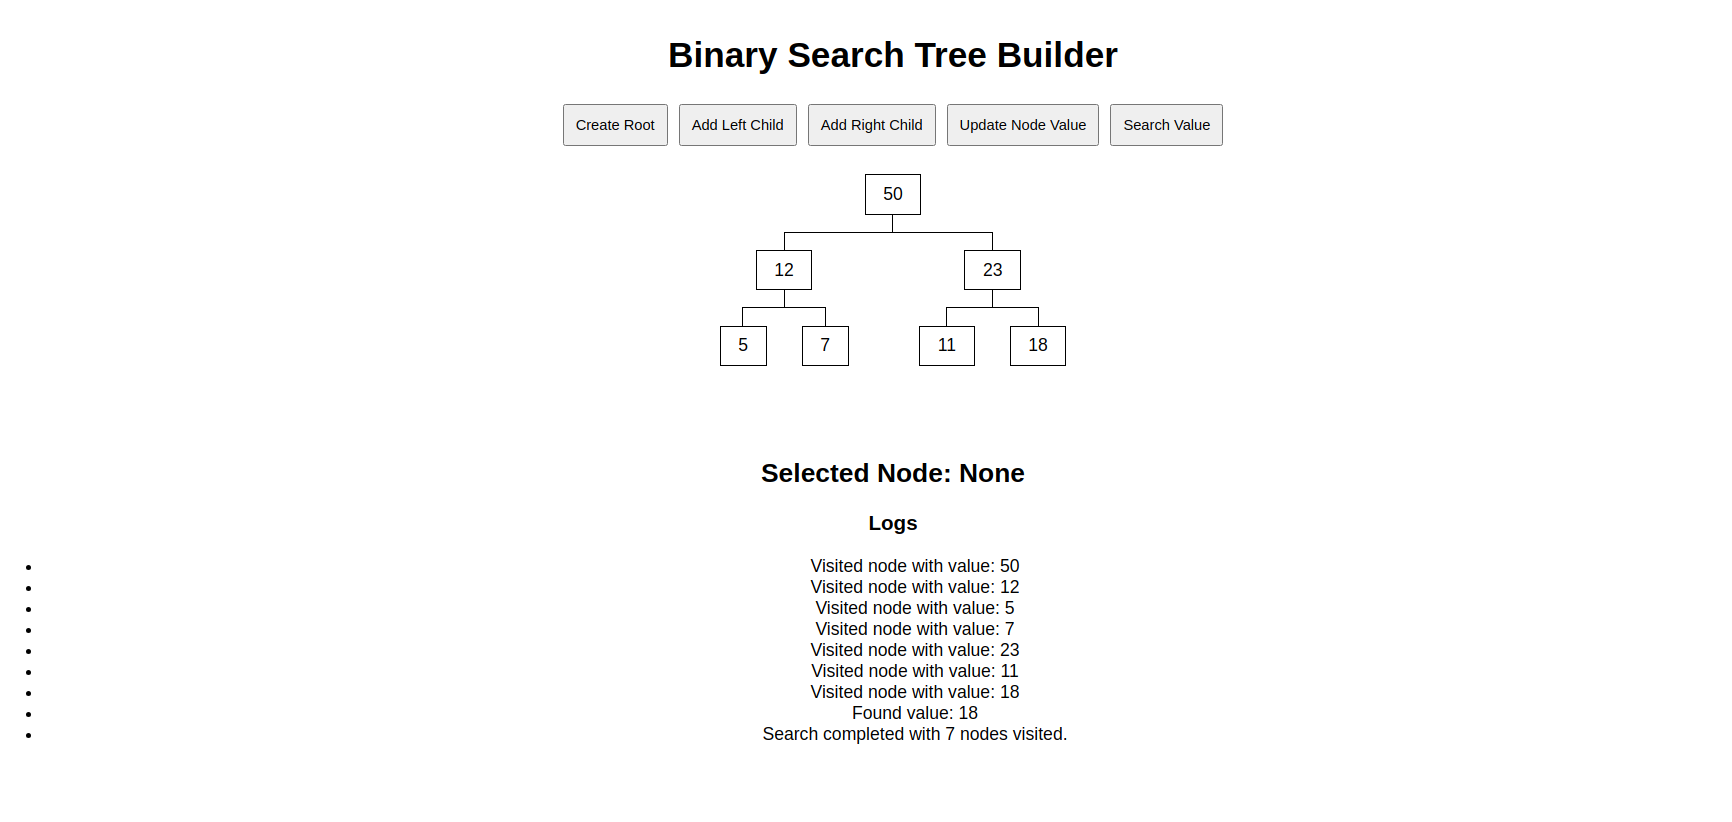 Binary Search Tree Builder
Create Root Add Left Child Add Right Child Update Node Value Search Value
50
12 23
5 7 11 18
Selected Node: None
Logs
Visited node with value: 50
Visited node with value: 12
Visited node with value: 5
Visited node with value: 7
Visited node with value: 23
Visited node with value: 11
Visited node with value: 18
Found value: 18
Search completed with 7 nodes visited.